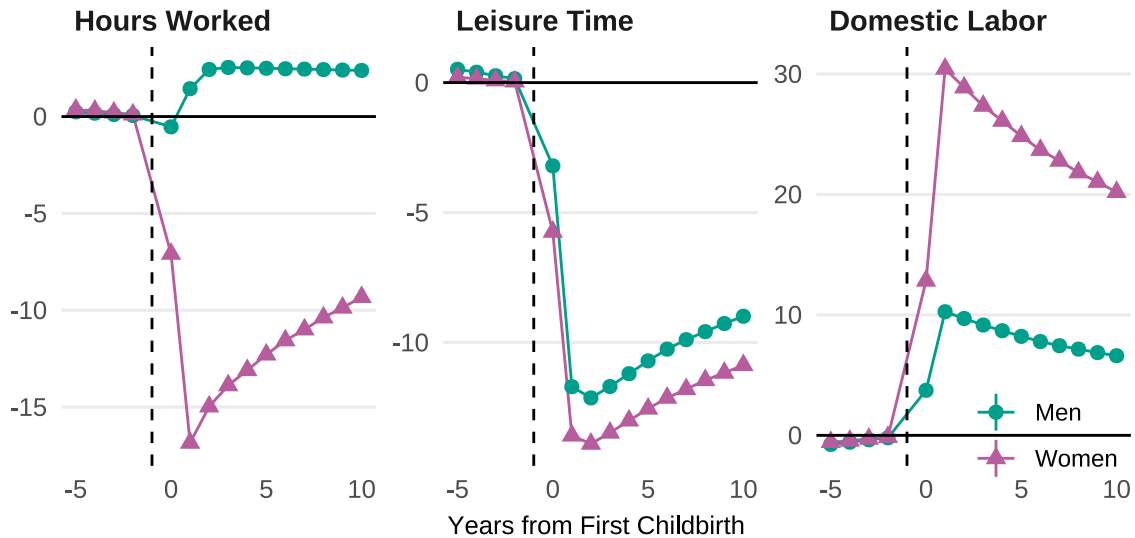 Hours Worked
Leisure Time
Domestic Labor
0
-5
-10
-15
-5 0 5 10
0
-5
-10
-5 0 5 10
30
20
10
0
-5 0 5 10
Men
Women
Years from First Childbirth